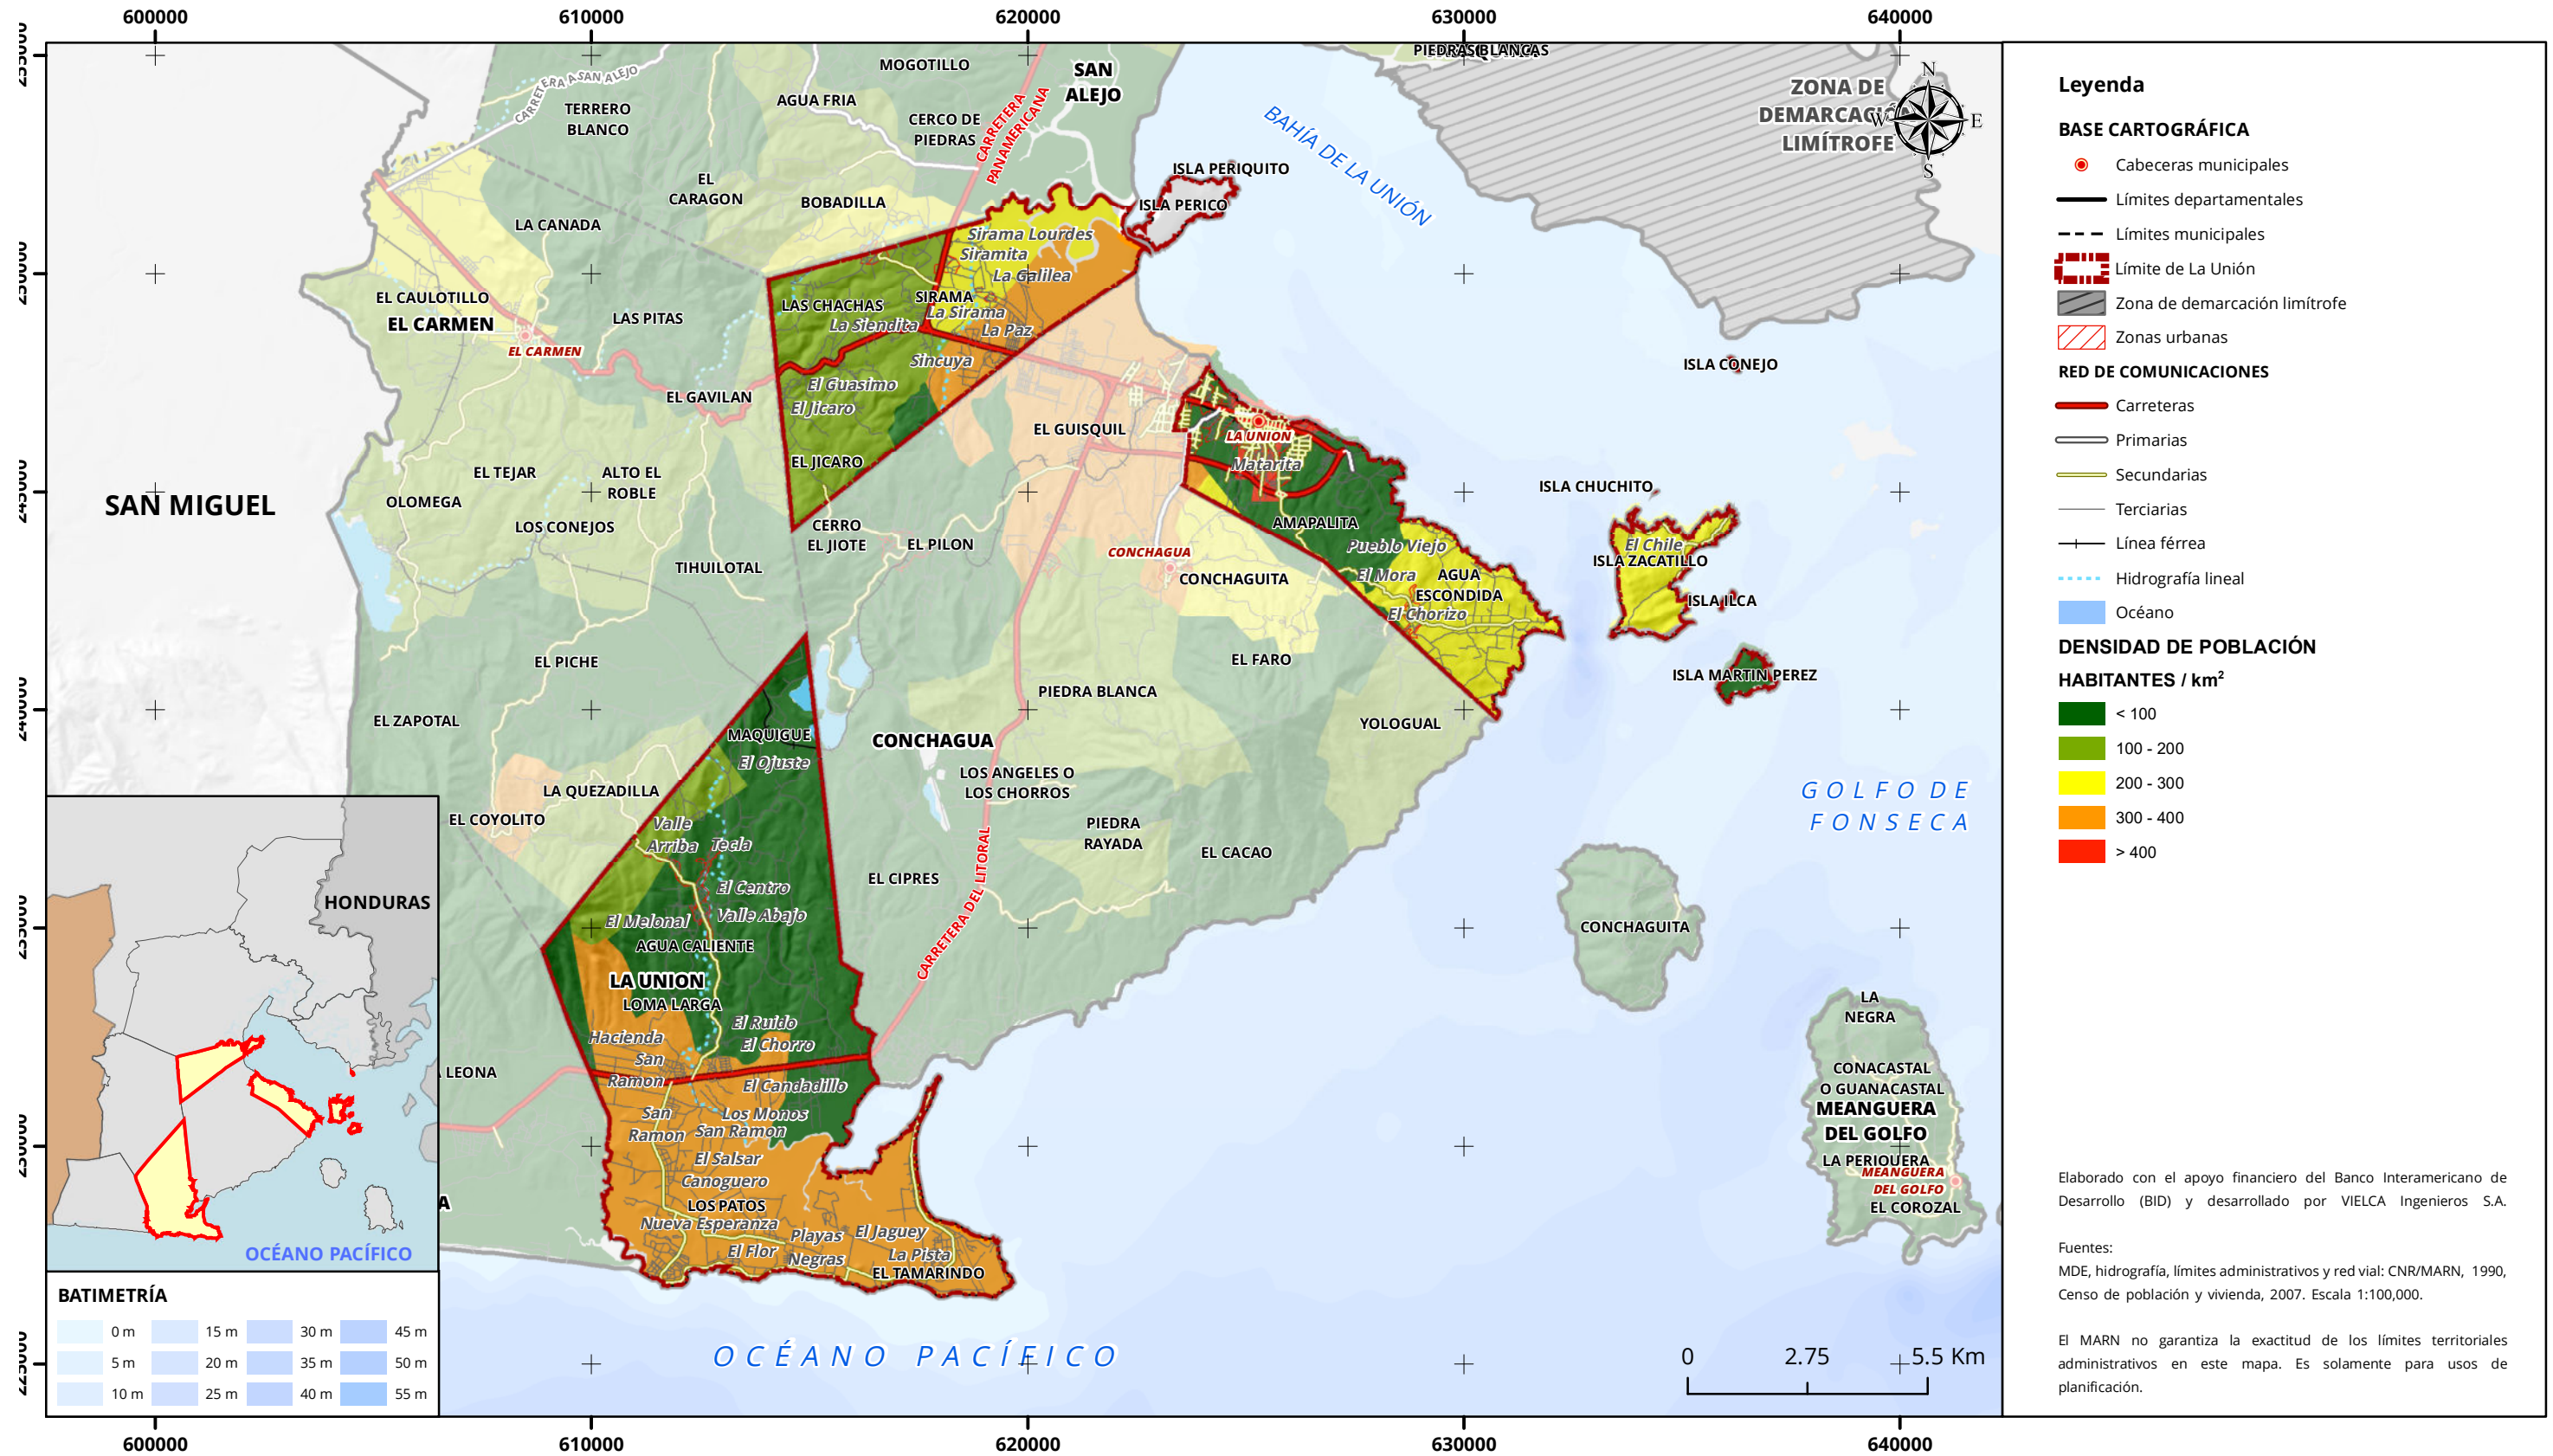 600000
610000
620000
630000
640000
PIEDRAS BLANCAS
MOGOTILLO
SAN
ALEJO
CARRETERA A SAN ALEJO
TERRERO
BLANCO
AGUA FRIA
CERCO DE
PIEDRAS
CARRETERA
PANAMERICANA
ZONA DE
DEMARCACIÓN
LIMÍTROFE
N
W
E
S
BAHÍA DE LA UNIÓN
ISLA PERIQUITO
ISLA PERICO
EL
CARAGON
BOBADILLA
LA CANADA
Sirama Lourdes
Siramita
La Galilea
EL CAULOTILLO
EL CARMEN
EL CARMEN
LAS PITAS
LAS CHACHAS
SIRAMA
La Sirama
La Siendita
La Paz
Sincuya
El Guasimo
El Jicaro
EL GAVILAN
EL GUISQUIL
EL JICARO
ISLA CONEJO
LA UNION
Matarita
SAN MIGUEL
EL TEJAR
ALTO EL
ROBLE
OLOMEGA
LOS CONEJOS
CERRO
EL JIOTE
EL PILON
CONCHAGUA
TIHUILOTAL
CONCHAGUITA
AMAPALITA
Pueblo Viejo
El Mora
AGUA
ESCONDIDA
El Chorizo
ISLA CHUCHITO
El Chile
ISLA ZACATILLO
ISLA ILCA
ISLA MARTIN PEREZ
EL PICHE
EL FARO
PIEDRA BLANCA
YOLOGUAL
EL ZAPOTAL
MAQUIGUE
El Ojuste
CONCHAGUA
LOS ANGELES O
LOS CHORROS
LA QUEZADILLA
EL COYOLITO
Valle
Arriba
Tecla
PIEDRA
RAYADA
EL CACAO
EL CIPRES
El Centro
Valle Abajo
El Melonal
AGUA CALIENTE
CARRETERA DEL LITORAL
GOLFO DE
FONSECA
CONCHAGUITA
LA UNION
LOMA LARGA
El Ruido
El Chorro
Hacienda
San
Ramon
El Candadillo
LA
NEGRA
CONACASTAL
O GUANACASTAL
MEANGUERA
DEL GOLFO
LA PERIQUERA
MEANGUERA
DEL GOLFO
EL COROZAL
LEONA
San
Ramon
Los Monos
San Ramon
El Salsar
Canoguero
LOS PATOS
Nueva Esperanza
El Flor
Playas
Negras
El Jaguey
La Pista
EL TAMARINDO
A
OCÉANO PACÍFICO
0
2.75
5.5 Km
HONDURAS
OCÉANO PACÍFICO
BATIMETRÍA
0 m
15 m
30 m
45 m
5 m
20 m
35 m
50 m
10 m
25 m
40 m
55 m
600000
610000
620000
630000
640000
Leyenda
BASE CARTOGRÁFICA
Cabeceras municipales
Límites departamentales
Límites municipales
Límite de La Unión
Zona de demarcación limítrofe
Zonas urbanas
RED DE COMUNICACIONES
Carreteras
Primarias
Secundarias
Terciarias
Línea férrea
Hidrografía lineal
Océano
DENSIDAD DE POBLACIÓN
HABITANTES / km²
< 100
100 - 200
200 - 300
300 - 400
> 400
Elaborado con el apoyo financiero del Banco Interamericano de
Desarrollo (BID) y desarrollado por VIELCA Ingenieros S.A.
Fuentes:
MDE, hidrografía, límites administrativos y red vial: CNR/MARN, 1990,
Censo de población y vivienda, 2007. Escala 1:100,000.
El MARN no garantiza la exactitud de los límites territoriales
administrativos en este mapa. Es solamente para usos de
planificación.